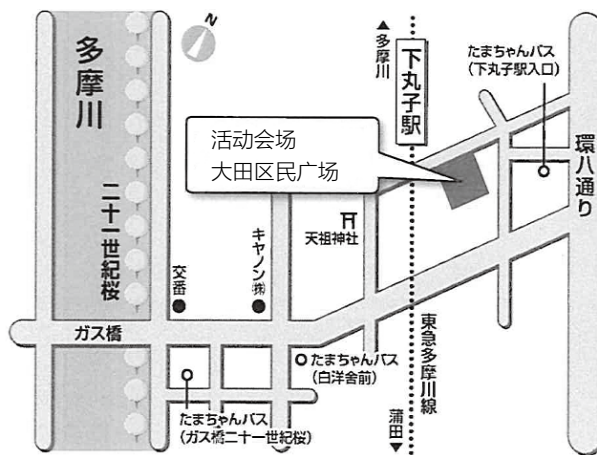 N
多摩川
二十一世紀桜
▲多摩川
下丸子駅
たまちゃんバス
(下丸子駅入口)
環八通り
活动会场
大田区民广场
天祖神社
キヤノン㈱
交番
ガス橋
たまちゃんバス
(白洋舎前)
東急多摩川線
たまちゃんバス
(ガス橋二十一世紀桜)
蒲田▼